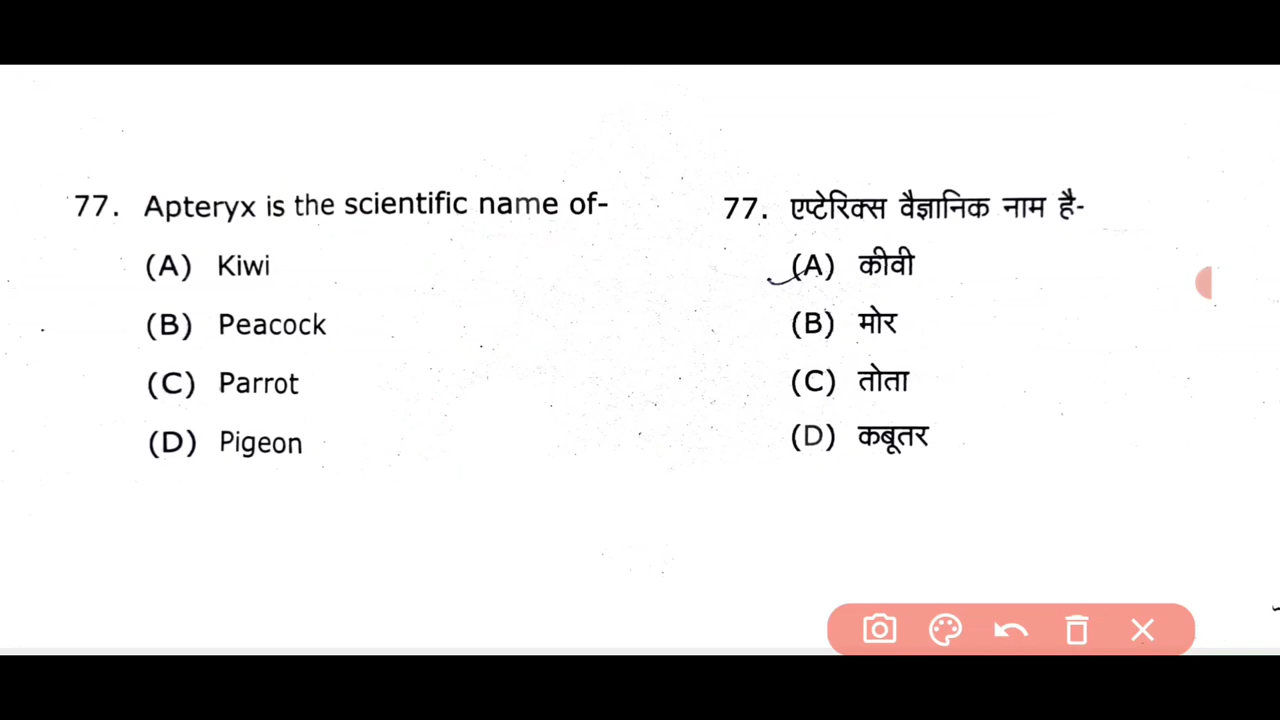 77. Apteryx is the scientific name of-
(A) Kiwi
(B) Peacock
(C) Parrot
(D) Pigeon
77. एप्टेरिक्स वैज्ञानिक नाम है-
(A) कीवी
(B) मोर
(C) तोता
(D) कबूतर